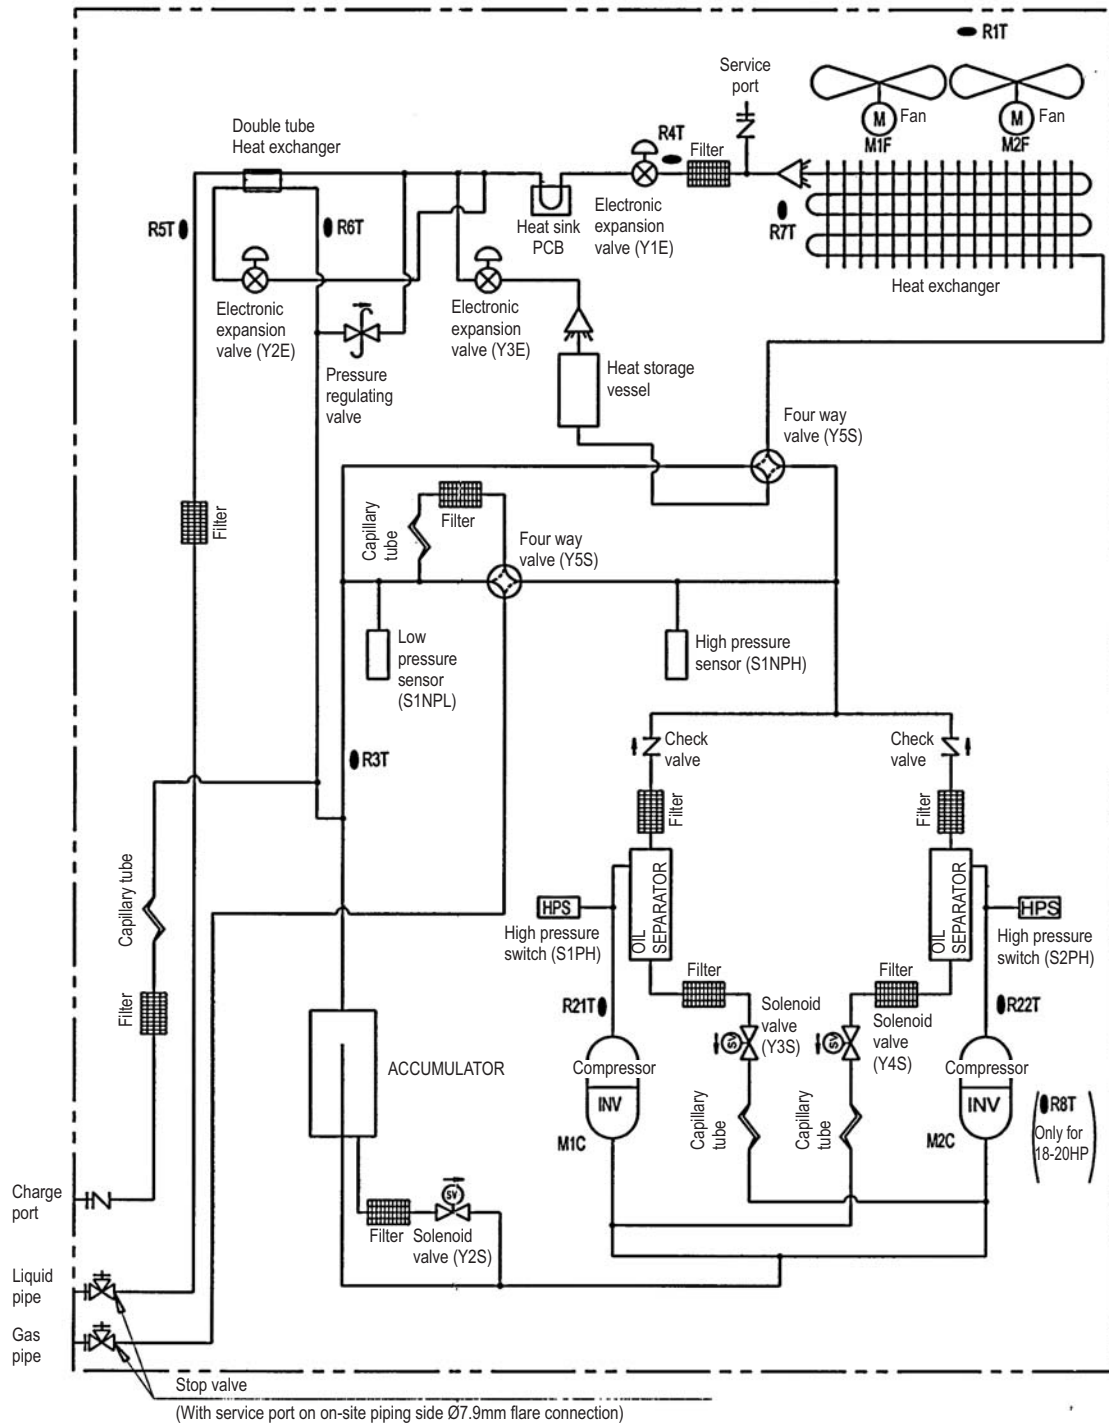 R1T
Service
port
Fan
Fan
M
M
M1F
M2F
Double tube
Heat exchanger
R4T
Filter
R5T
R6T
R7T
Heat sink
PCB
Electronic
expansion
valve (Y1E)
Heat exchanger
Electronic
expansion
valve (Y2E)
Electronic
expansion
valve (Y3E)
Pressure
regulating
valve
Heat storage
vessel
Four way
valve (Y5S)
Filter
Capillary
tube
Filter
Four way
valve (Y5S)
Low
pressure
sensor
(S1NPL)
High pressure
sensor (S1NPH)
R3T
Check
valve
Check
valve
Filter
Filter
Capillary tube
OIL
SEPARATOR
OIL
SEPARATOR
HPS
HPS
High pressure
switch (S1PH)
High pressure
switch (S2PH)
Filter
Filter
Filter
R21T
R22T
Solenoid
valve
(Y3S)
Solenoid
valve
(Y4S)
SV
SV
ACCUMULATOR
Compressor
Compressor
INV
INV
M1C
M2C
Capillary
tube
Capillary
tube
R8T
Only for
18-20HP
Charge
port
SV
Filter
Solenoid
valve (Y2S)
Liquid
pipe
Gas
pipe
Stop valve
(With service port on on-site piping side Ø7.9mm flare connection)